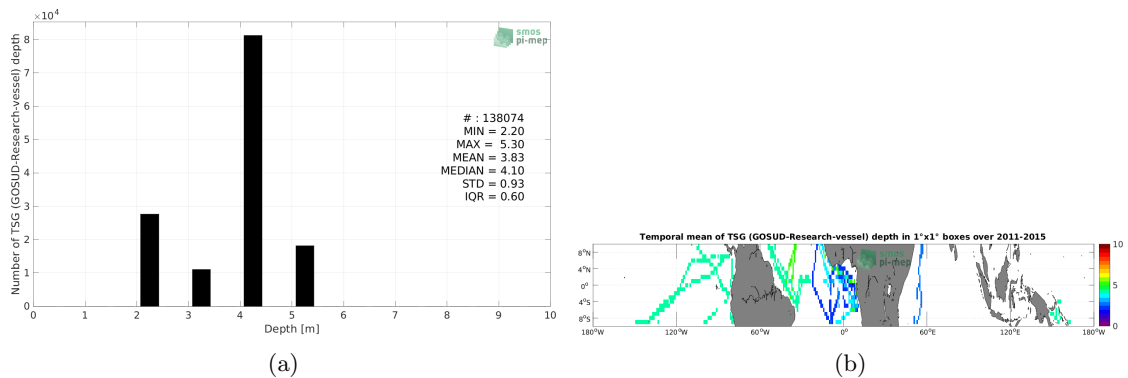 ×10⁴
smos
pi-mep
Number of TSG (GOSUD-Research-vessel) depth
8
7
6
5
4
3
2
1
0
# : 138074
MIN = 2.20
MAX = 5.30
MEAN = 3.83
MEDIAN = 4.10
STD = 0.93
IQR = 0.60
0 1 2 3 4 5 6 7 8 9 10
Depth [m]
(a)
Temporal mean of TSG (GOSUD-Research-vessel) depth in 1°x1° boxes over 2011-2015
smos
pi-mep
8°N
4°N
0°
4°S
8°S
180°W 120°W 60°W 0° 60°E 120°E 180°W
10
5
0
(b)